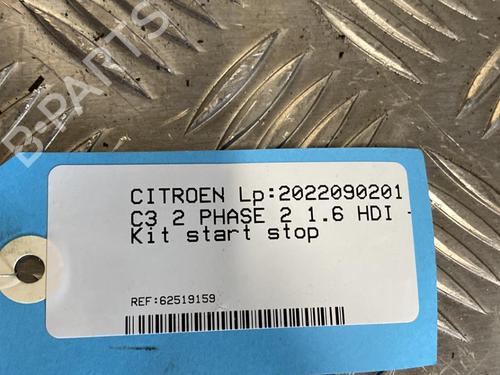 B-PARTS
CITROEN Lp:2022090201
C3 2 PHASE 2 1.6 HDI -
Kit start stop
REF:62519159